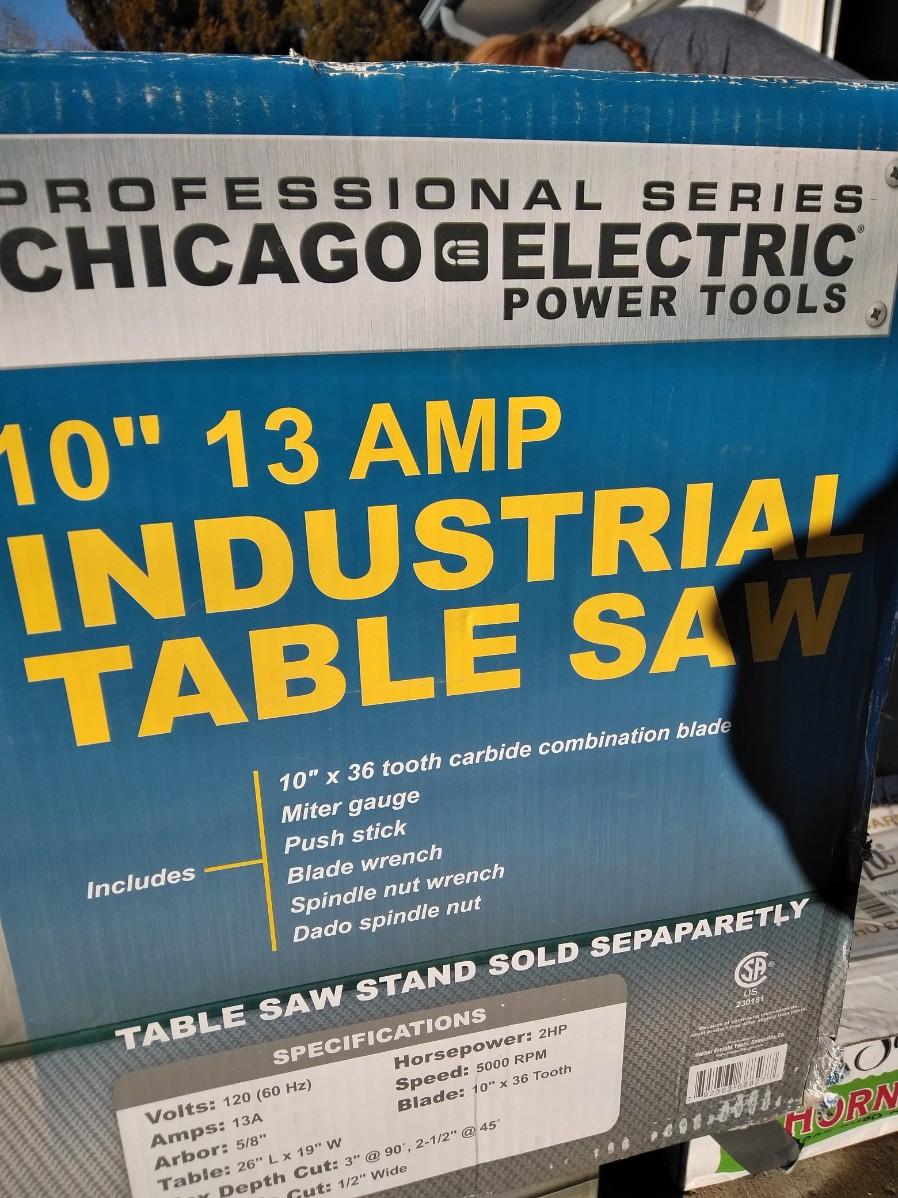 PROFESSIONAL SERIES
CHICAGO CE ELECTRIC®
POWER TOOLS
10" 13 AMP
INDUSTRIAL
TABLE SAW
Includes
10" x 36 tooth carbide combination blade
Miter gauge
Push stick
Blade wrench
Spindle nut wrench
Dado spindle nut
TABLE SAW STAND SOLD SEPAPARETLY
SPECIFICATIONS
Volts: 120 (60 Hz)
Amps: 13A
Arbor: 5/8"
Table: 26" L x 19" W
Depth Cut: 3" @ 90°, 2-1/2" @ 45°
Cut: 1/2" Wide
Horsepower: 2HP
Speed: 5000 RPM
Blade: 10" x 36 Tooth
SA®
US
230181
HORN